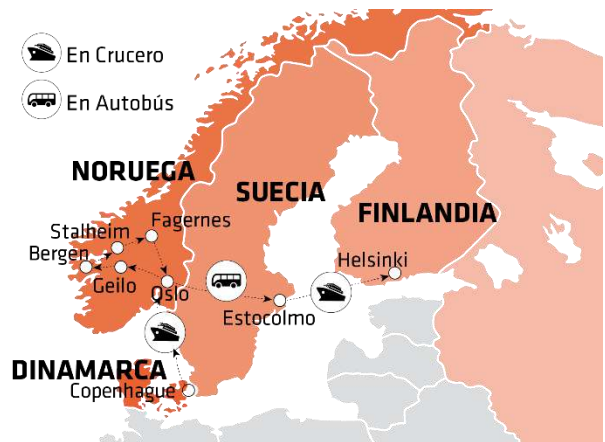 En Crucero
En Autobús
NORUEGA
SUECIA
FINLANDIA
Stalheim
Fagernes
Bergen
Geilo
Oslo
Helsinki
Estocolmo
DINAMARCA
Copenhague